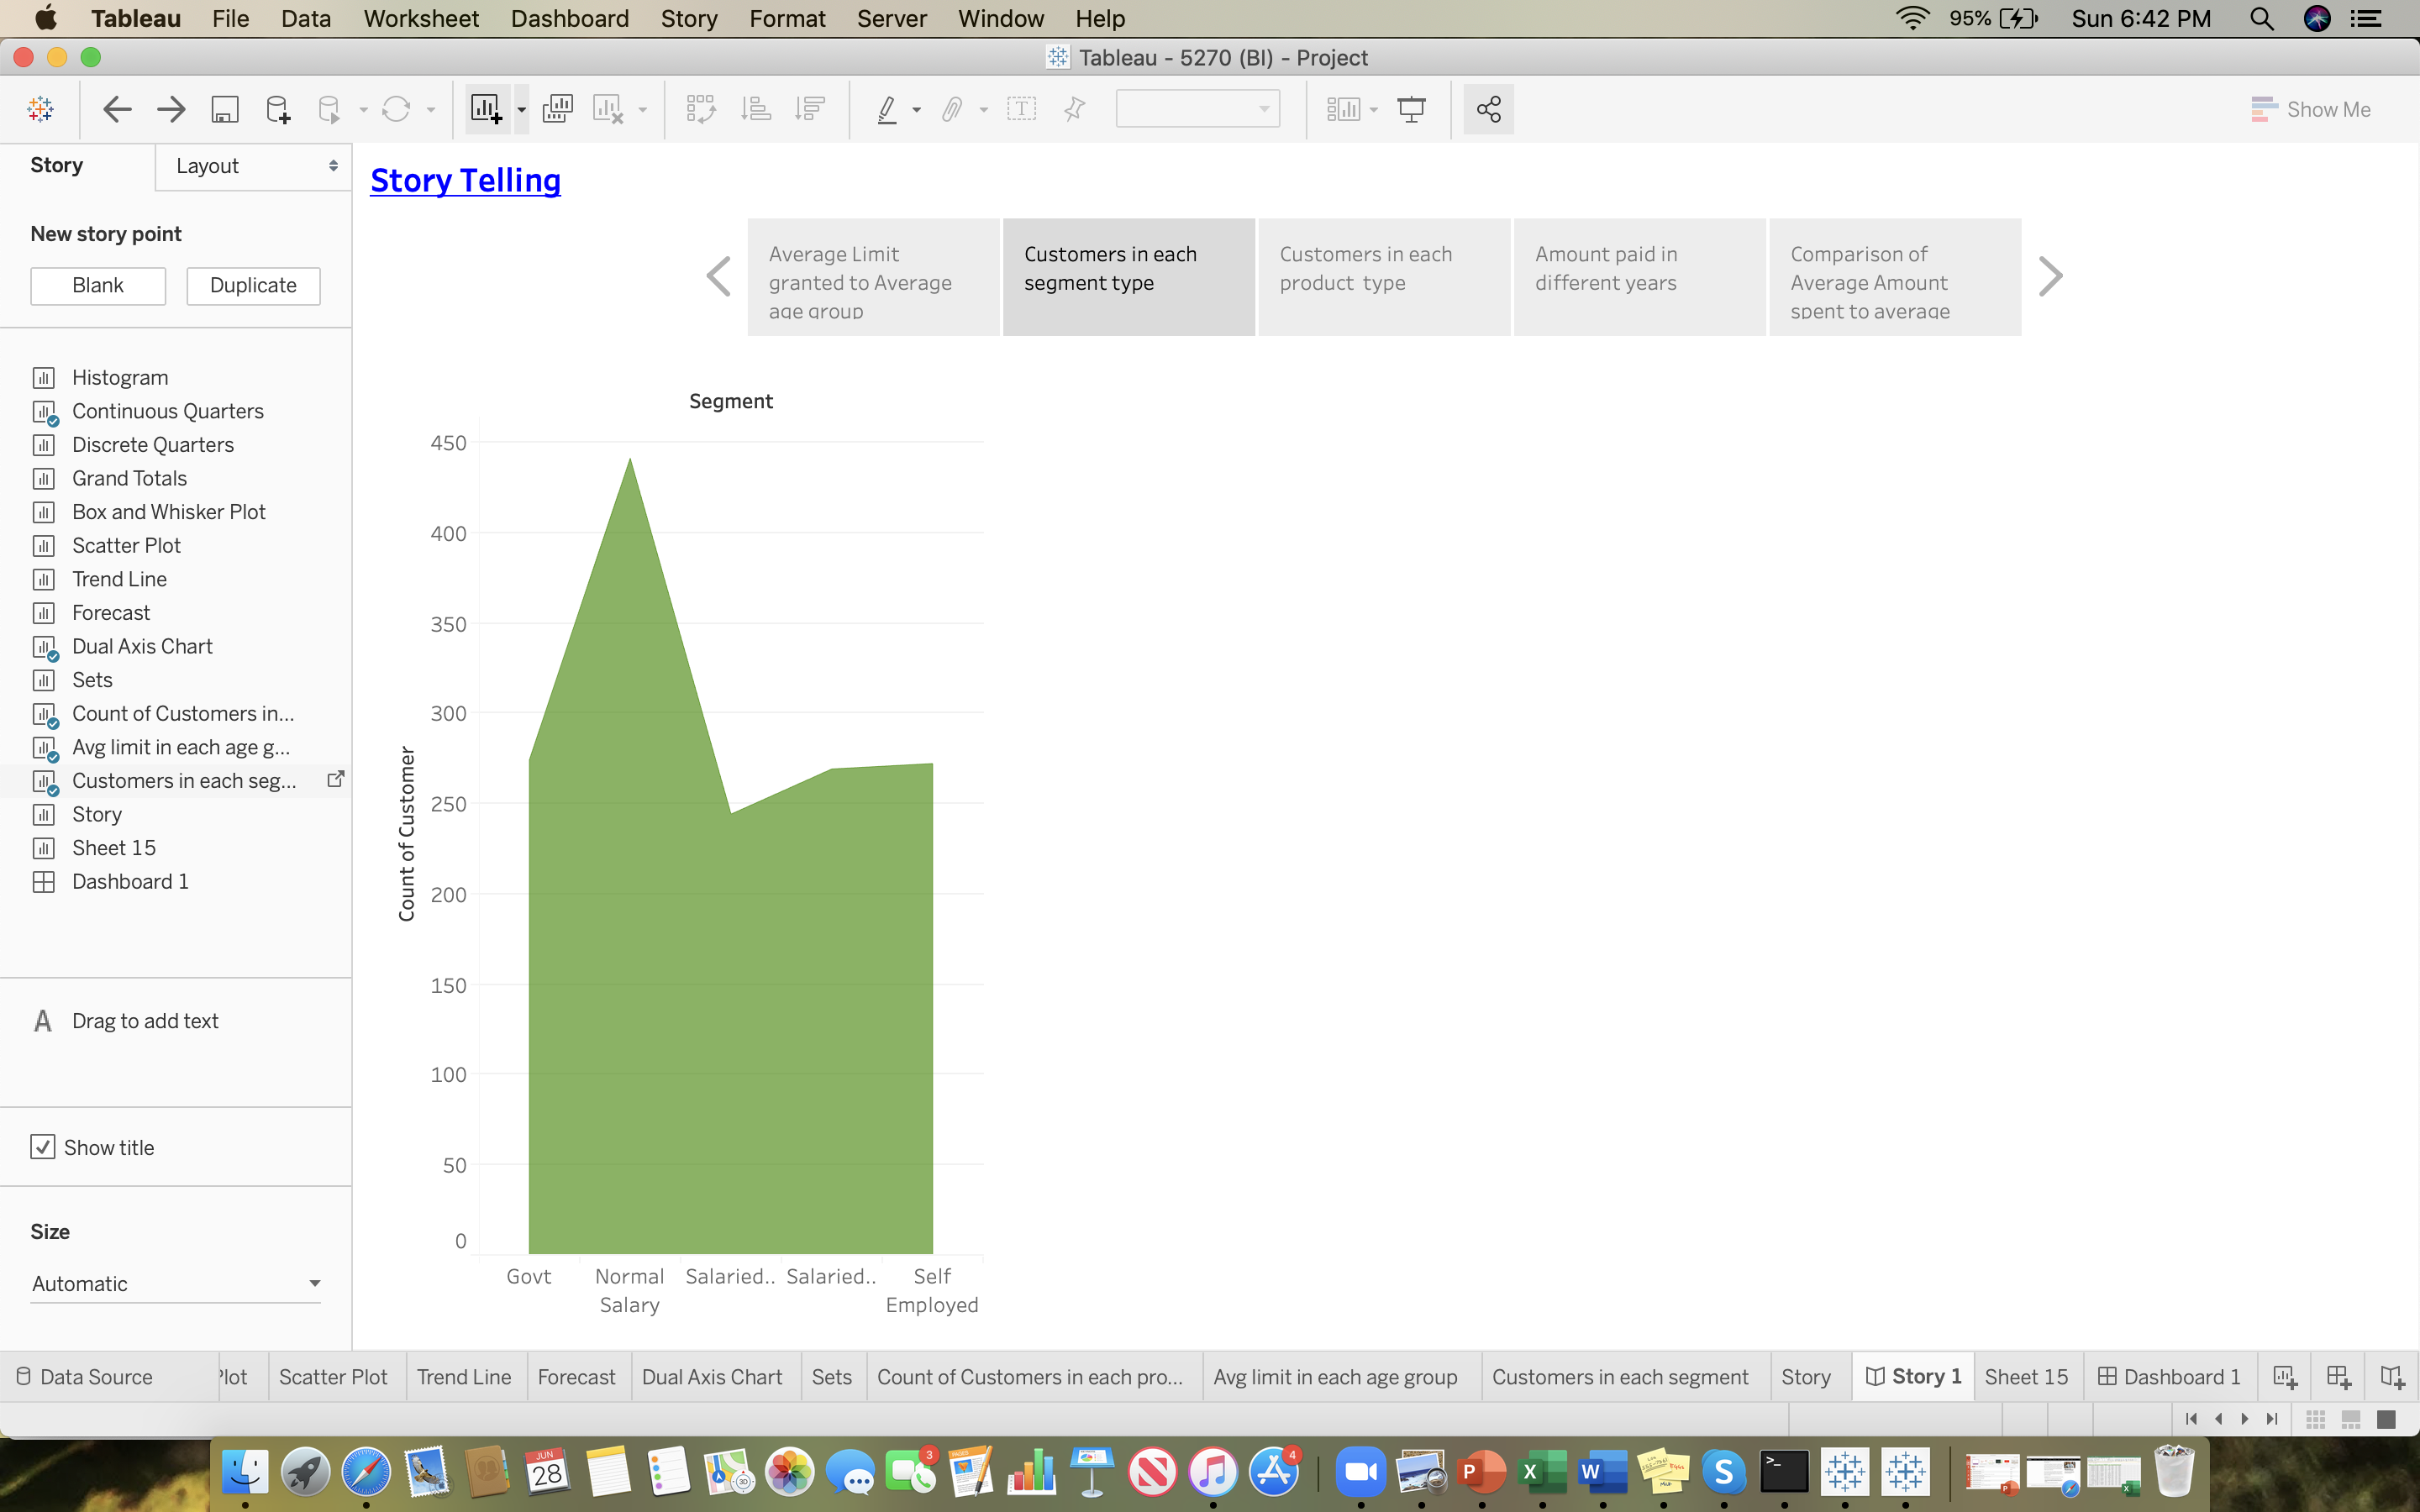 Tableau File Data Worksheet Dashboard Story Format Server Window Help 95% Sun 6:42 PM
Tableau - 5270 (BI) - Project
Show Me
Story Layout
New story point
Blank Duplicate
Histogram
Continuous Quarters
Discrete Quarters
Grand Totals
Box and Whisker Plot
Scatter Plot
Trend Line
Forecast
Dual Axis Chart
Sets
Count of Customers in...
Avg limit in each age g...
Customers in each seg...
Story
Sheet 15
Dashboard 1
A Drag to add text
Show title
Size
Automatic
Story Telling
Average Limit
granted to Average
age group
Customers in each
segment type
Customers in each
product type
Amount paid in
different years
Comparison of
Average Amount
spent to average
Segment
Count of Customer
450
400
350
300
250
200
150
100
50
0
Govt
Normal
Salary
Salaried..
Salaried..
Self
Employed
Data Source Plot Scatter Plot Trend Line Forecast Dual Axis Chart Sets Count of Customers in each pro... Avg limit in each age group Customers in each segment Story Story 1 Sheet 15 Dashboard 1
JUN
28
3
PAGES
4
P
X
W
S
>_